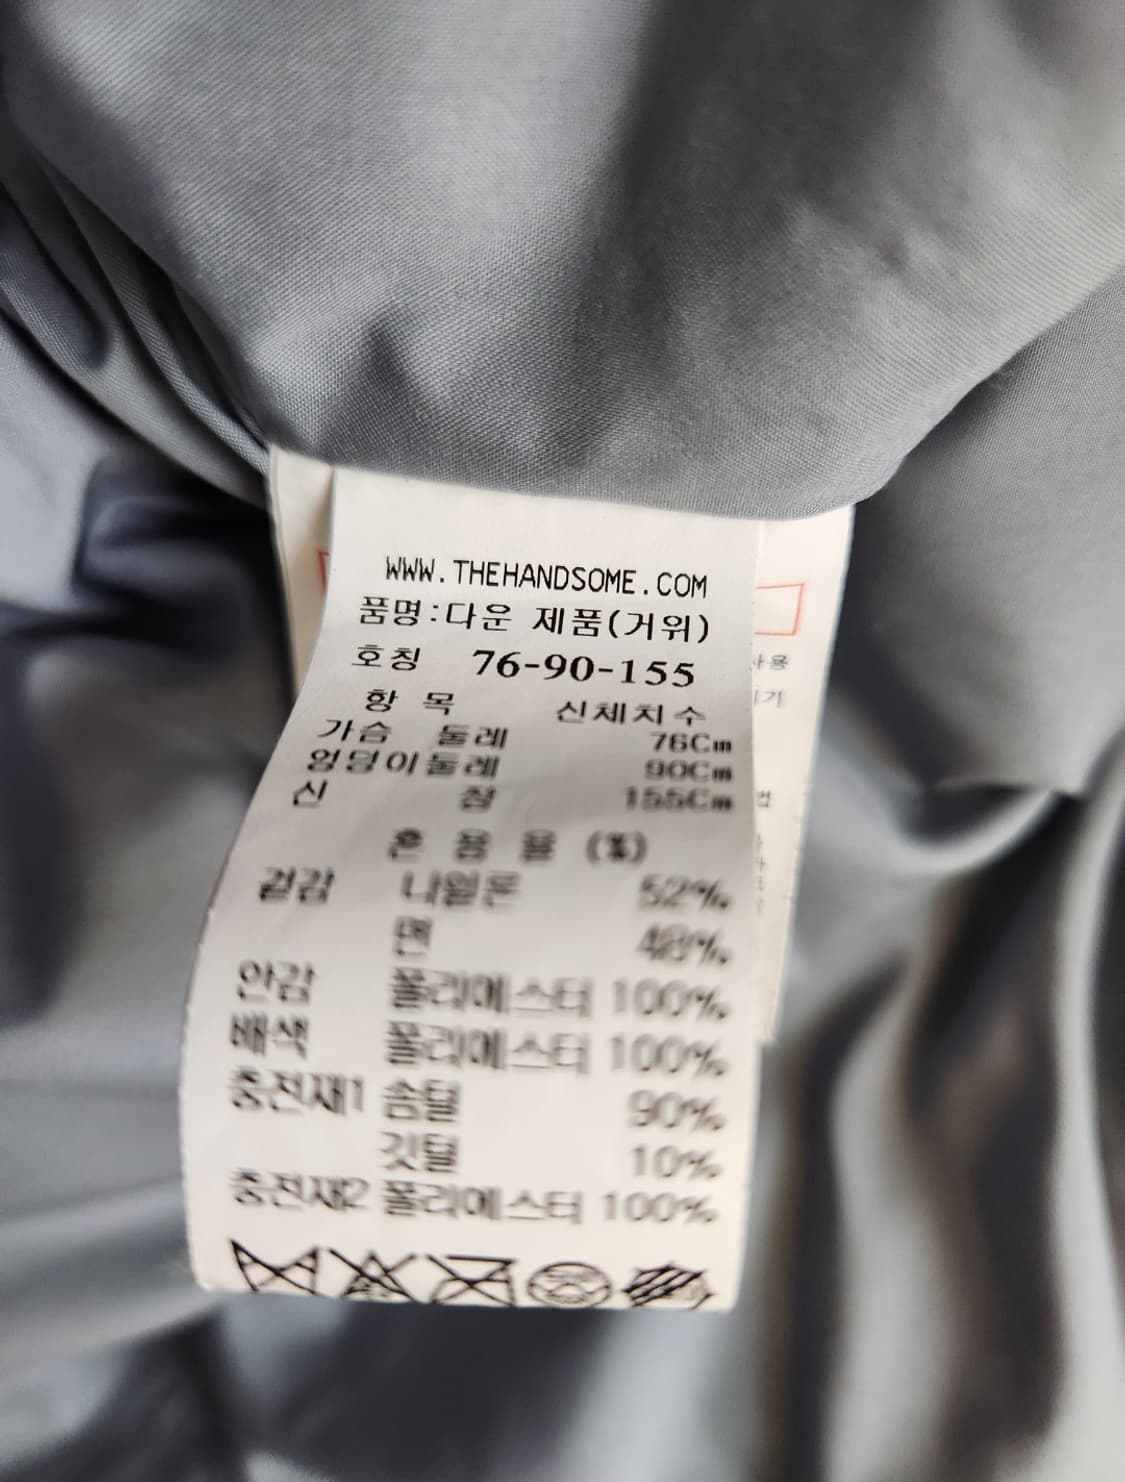 WWW.THEHANDSOME.COM
품명:다운 제품(거위)
호칭 76-90-155
항 목 신체치수
가슴 둘레 76Cm
엉덩이둘레 90Cm
신 장 155Cm
혼 용 율 (%)
겉감 나일론 52%
면 48%
안감 폴리에스터 100%
배색 폴리에스터 100%
충전재1 솜털 90%
깃털 10%
충전재2 폴리에스터 100%
사용